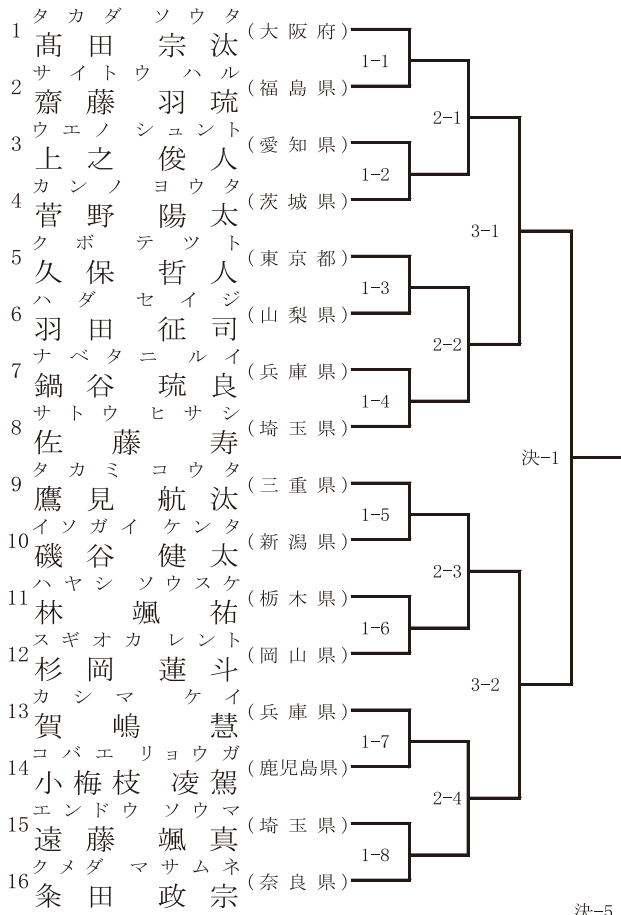 タカダ ソウタ
1 髙田 宗汰 (大阪府)
1-1
サイトウ ハル
2 齋藤 羽琉 (福島県)
2-1
ウエノ シュント
3 上之 俊人 (愛知県)
1-2
カンノ ヨウタ
4 菅野 陽太 (茨城県)
3-1
クボ テツト
5 久保 哲人 (東京都)
1-3
ハダ セイジ
6 羽田 征司 (山梨県)
2-2
ナベタニ ルイ
7 鍋谷 琉良 (兵庫県)
1-4
サトウ ヒサシ
8 佐藤 寿 (埼玉県)
決-1
タカミ コウタ
9 鷹見 航汰 (三重県)
1-5
イソガイ ケンタ
10 磯谷 健太 (新潟県)
2-3
ハヤシ ソウスケ
11 林 颯祐 (栃木県)
1-6
スギオカ レント
12 杉岡 蓮斗 (岡山県)
3-2
カシマ ケイ
13 賀嶋 慧 (兵庫県)
1-7
コバエ リョウガ
14 小梅枝 凌駕 (鹿児島県)
2-4
エンドウ ソウマ
15 遠藤 颯真 (埼玉県)
1-8
クメダ マサムネ
16 粂田 政宗 (奈良県)
決-5